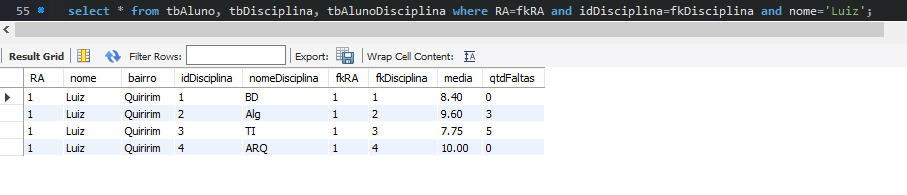 55 select * from tbAluno, tbDisciplina, tbAlunoDisciplina where RA=fkRA and idDisciplina=fkDisciplina and nome='Luiz';
Result Grid Filter Rows: Export: Wrap Cell Content:
RA nome bairro idDisciplina nomeDisciplina fkRA fkDisciplina media qtdFaltas
1 Luiz Quiririm 1 BD 1 1 8.40 0
1 Luiz Quiririm 2 Alg 1 2 9.60 3
1 Luiz Quiririm 3 TI 1 3 7.75 5
1 Luiz Quiririm 4 ARQ 1 4 10.00 0